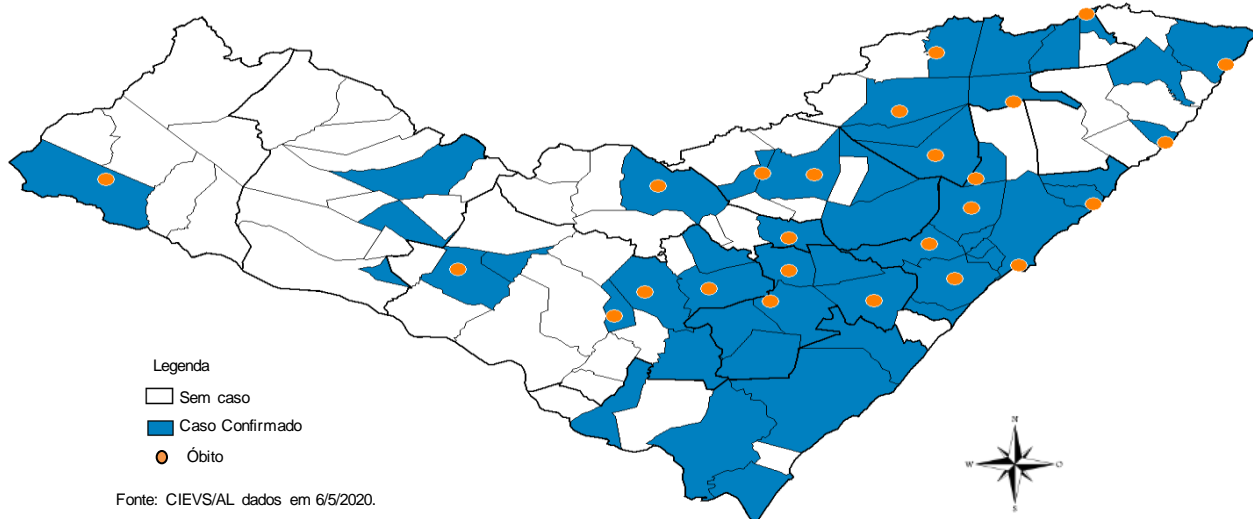 Legenda
Sem caso
Caso Confirmado
Óbito
Fonte: CIEVS/AL dados em 6/5/2020.
N
W O
S